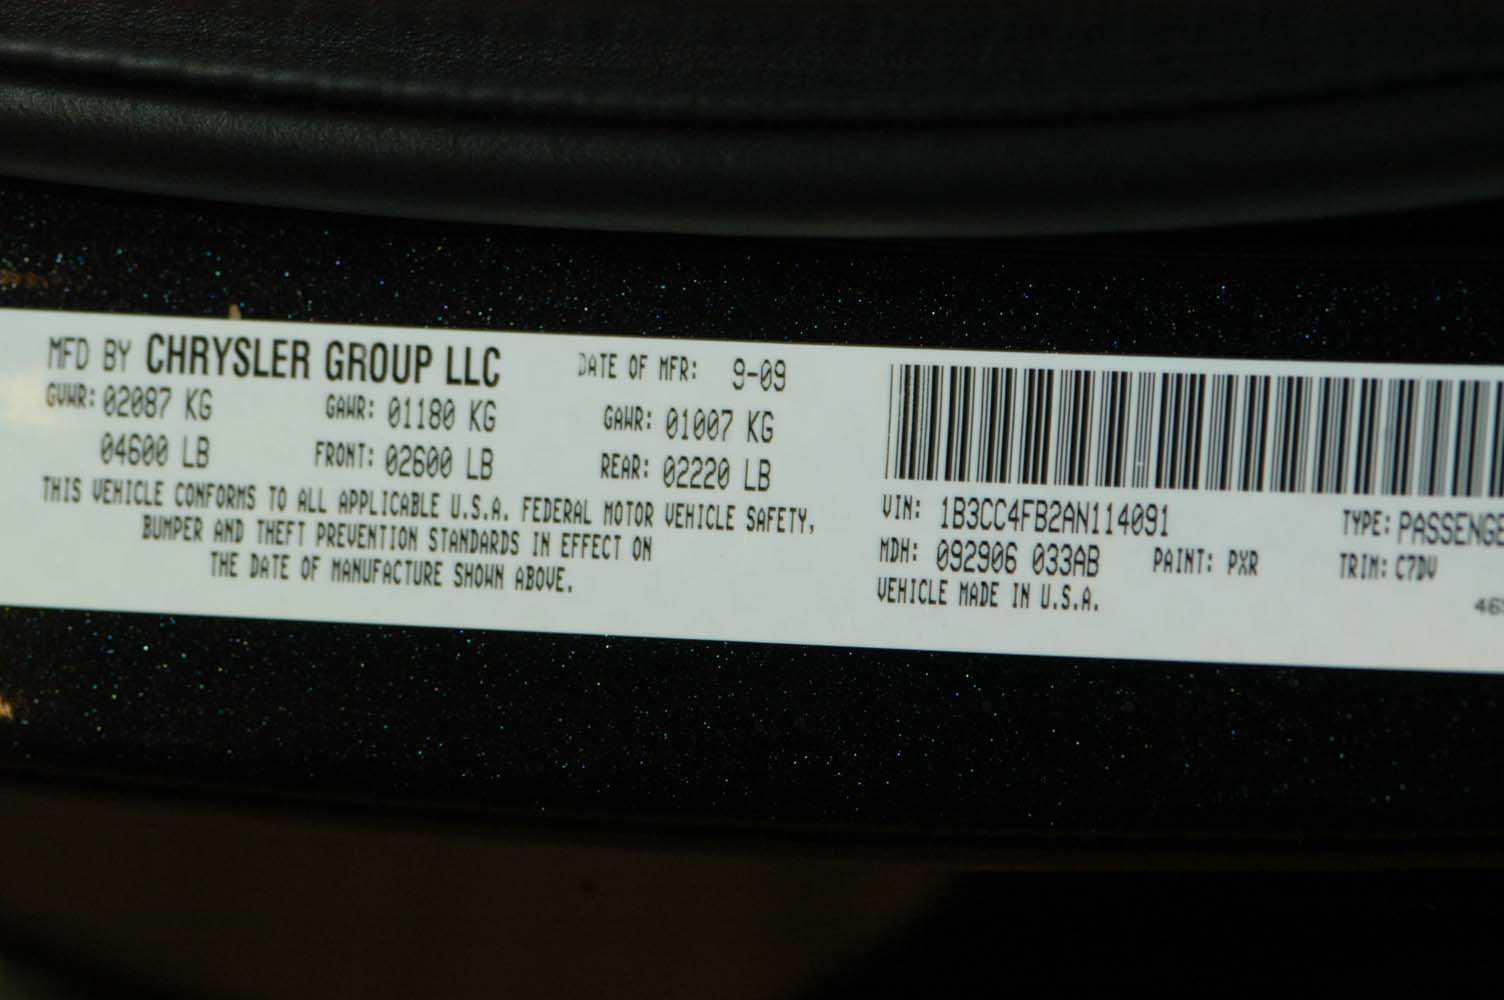 MFD BY CHRYSLER GROUP LLC DATE OF MFR: 9-09
GVWR: 02087 KG GAWR: 01180 KG GAWR: 01007 KG
04600 LB FRONT: 02600 LB REAR: 02220 LB
THIS VEHICLE CONFORMS TO ALL APPLICABLE U.S.A. FEDERAL MOTOR VEHICLE SAFETY,
BUMPER AND THEFT PREVENTION STANDARDS IN EFFECT ON
THE DATE OF MANUFACTURE SHOWN ABOVE.
VIN: 1B3CC4FB2AN114091 TYPE: PASSENGE
MDH: 092906 033AB PAINT: PXR TRIM: C7DV
VEHICLE MADE IN U.S.A.